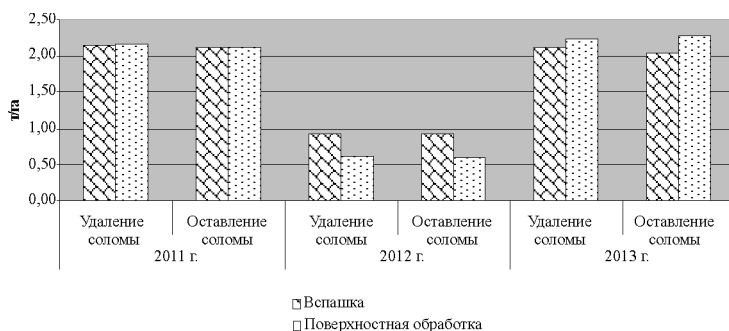 2,50
2,00
1,50
1,00
0,50
0,00
т/га
Удаление соломы
Оставление соломы
Удаление соломы
Оставление соломы
Удаление соломы
Оставление соломы
2011 г.
2012 г.
2013 г.
Вспашка
Поверхностная обработка